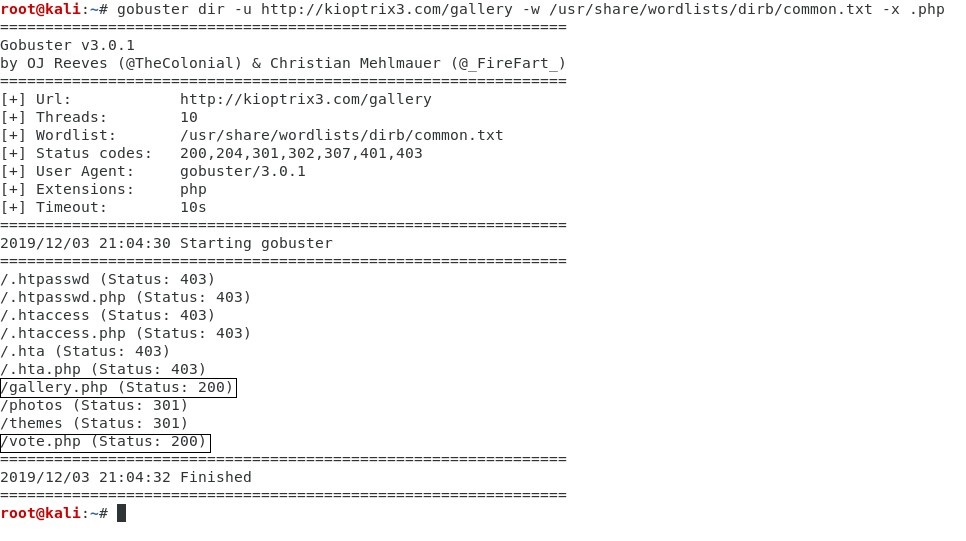 root@kali:~# gobuster dir -u http://kioptrix3.com/gallery -w /usr/share/wordlists/dirb/common.txt -x .php
===============================================================
Gobuster v3.0.1
by OJ Reeves (@TheColonial) & Christian Mehlmauer (@_FireFart_)
===============================================================
[+] Url:            http://kioptrix3.com/gallery
[+] Threads:        10
[+] Wordlist:       /usr/share/wordlists/dirb/common.txt
[+] Status codes:   200,204,301,302,307,401,403
[+] User Agent:     gobuster/3.0.1
[+] Extensions:     php
[+] Timeout:        10s
===============================================================
2019/12/03 21:04:30 Starting gobuster
===============================================================
/.htpasswd (Status: 403)
/.htpasswd.php (Status: 403)
/.htaccess (Status: 403)
/.htaccess.php (Status: 403)
/.hta (Status: 403)
/.hta.php (Status: 403)
/gallery.php (Status: 200)
/photos (Status: 301)
/themes (Status: 301)
/vote.php (Status: 200)
===============================================================
2019/12/03 21:04:32 Finished
===============================================================
root@kali:~#